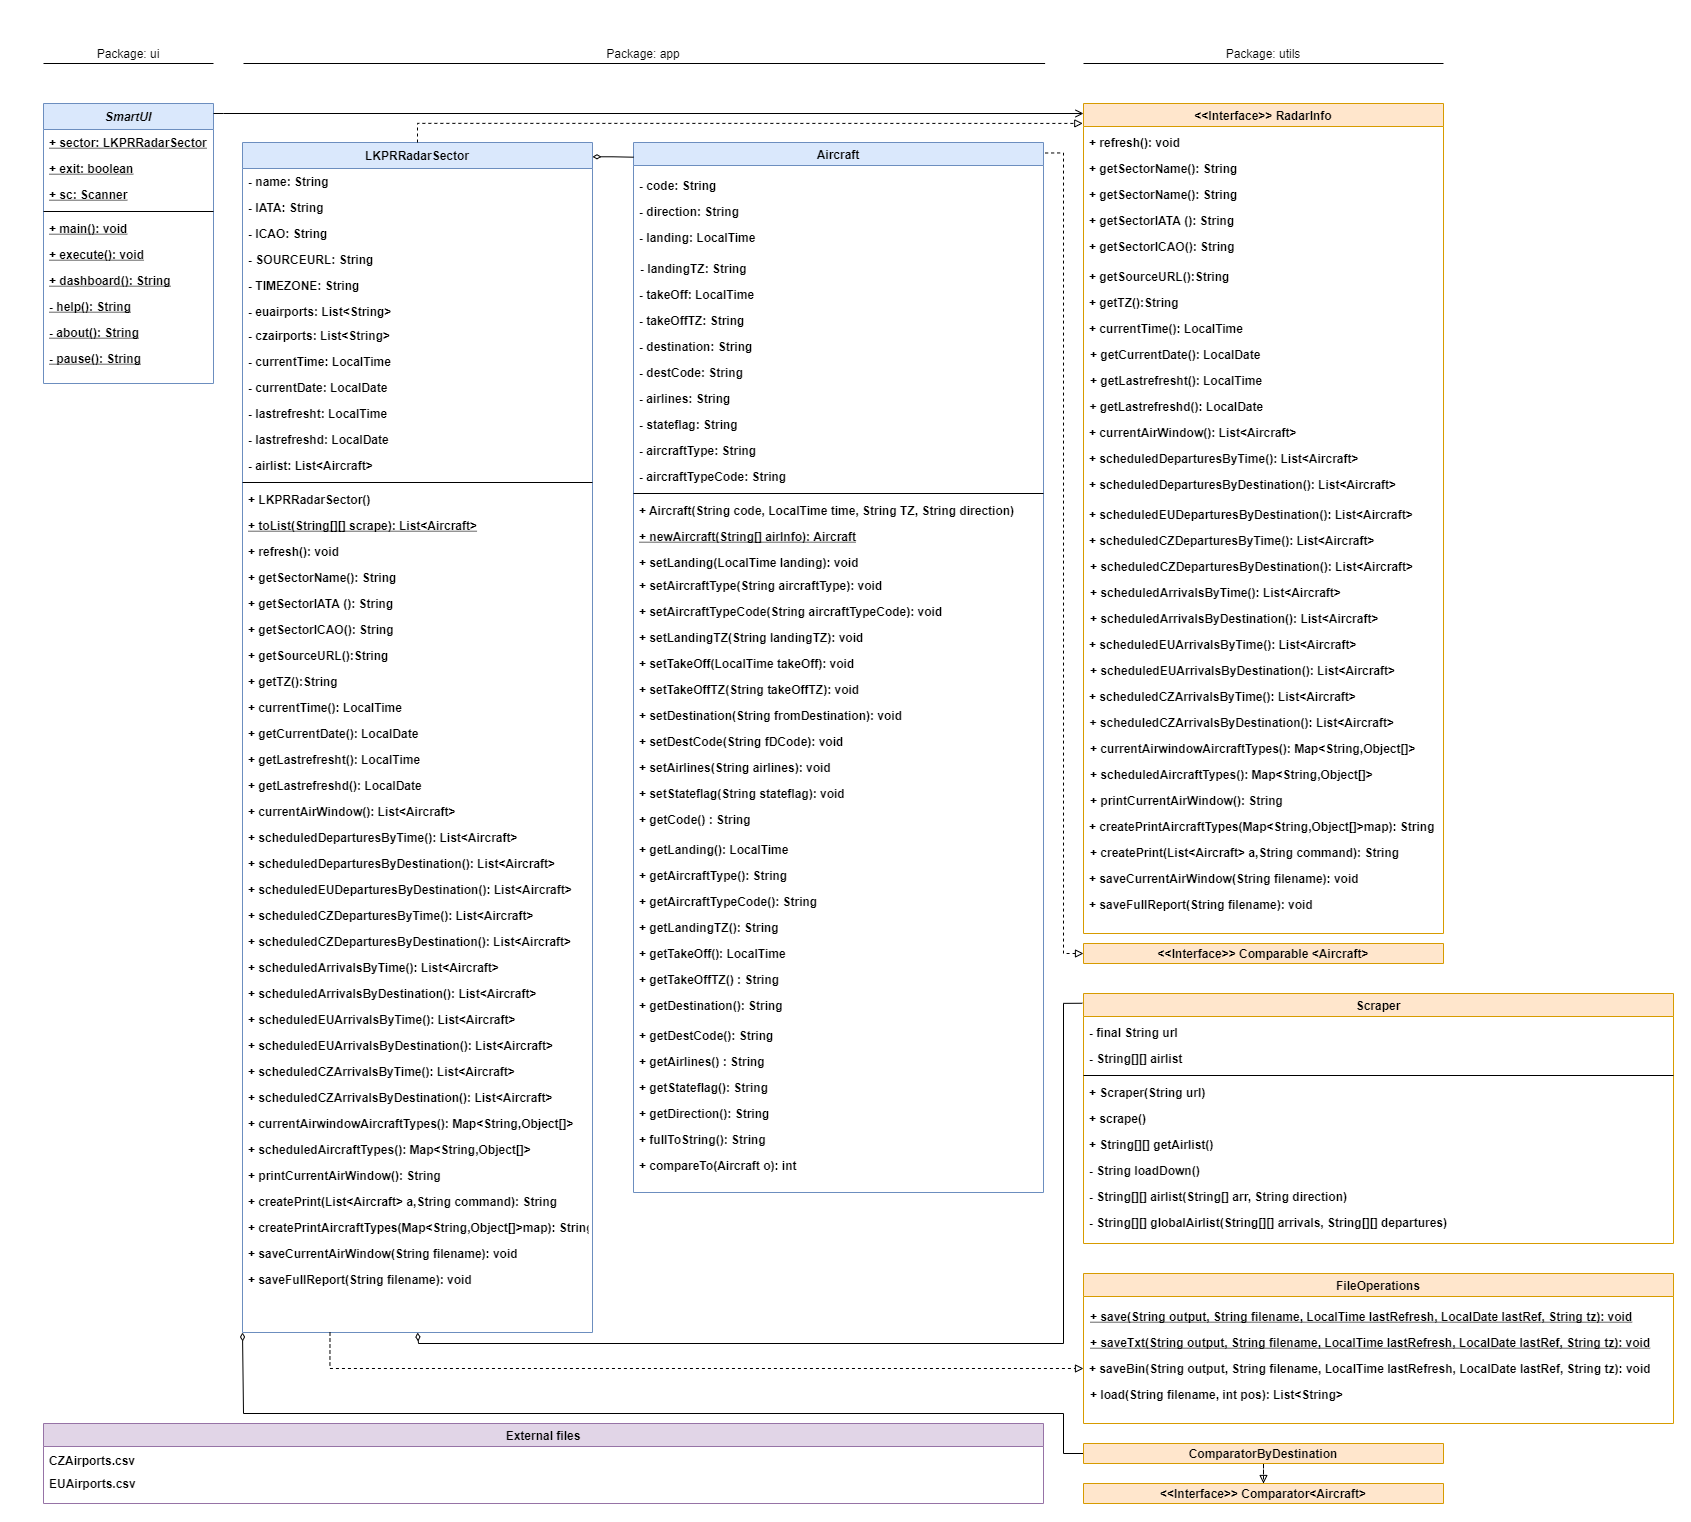 Package: ui
Package: app
Package: utils
SmartUI
+ sector: LKPRRadarSector
+ exit: boolean
+ sc: Scanner
+ main(): void
+ execute(): void
+ dashboard(): String
- help(): String
- about(): String
- pause(): String
LKPRRadarSector
- name: String
- IATA: String
- ICAO: String
- SOURCEURL: String
- TIMEZONE: String
- euairports: List<String>
- czairports: List<String>
- currentTime: LocalTime
- currentDate: LocalDate
- lastrefresht: LocalTime
- lastrefreshd: LocalDate
- airlist: List<Aircraft>
+ LKPRRadarSector()
+ toList(String[][] scrape): List<Aircraft>
+ refresh(): void
+ getSectorName(): String
+ getSectorIATA (): String
+ getSectorICAO(): String
+ getSourceURL():String
+ getTZ():String
+ currentTime(): LocalTime
+ getCurrentDate(): LocalDate
+ getLastrefresht(): LocalTime
+ getLastrefreshd(): LocalDate
+ currentAirWindow(): List<Aircraft>
+ scheduledDeparturesByTime(): List<Aircraft>
+ scheduledDeparturesByDestination(): List<Aircraft>
+ scheduledEUDeparturesByDestination(): List<Aircraft>
+ scheduledCZDeparturesByTime(): List<Aircraft>
+ scheduledCZDeparturesByDestination(): List<Aircraft>
+ scheduledArrivalsByTime(): List<Aircraft>
+ scheduledArrivalsByDestination(): List<Aircraft>
+ scheduledEUArrivalsByTime(): List<Aircraft>
+ scheduledEUArrivalsByDestination(): List<Aircraft>
+ scheduledCZArrivalsByTime(): List<Aircraft>
+ scheduledCZArrivalsByDestination(): List<Aircraft>
+ currentAirwindowAircraftTypes(): Map<String,Object[]>
+ scheduledAircraftTypes(): Map<String,Object[]>
+ printCurrentAirWindow(): String
+ createPrint(List<Aircraft> a,String command): String
+ createPrintAircraftTypes(Map<String,Object[]>map): String
+ saveCurrentAirWindow(String filename): void
+ saveFullReport(String filename): void
Aircraft
- code: String
- direction: String
- landing: LocalTime
- landingTZ: String
- takeOff: LocalTime
- takeOffTZ: String
- destination: String
- destCode: String
- airlines: String
- stateflag: String
- aircraftType: String
- aircraftTypeCode: String
+ Aircraft(String code, LocalTime time, String TZ, String direction)
+ newAircraft(String[] airInfo): Aircraft
+ setLanding(LocalTime landing): void
+ setAircraftType(String aircraftType): void
+ setAircraftTypeCode(String aircraftTypeCode): void
+ setLandingTZ(String landingTZ): void
+ setTakeOff(LocalTime takeOff): void
+ setTakeOffTZ(String takeOffTZ): void
+ setDestination(String fromDestination): void
+ setDestCode(String fDCode): void
+ setAirlines(String airlines): void
+ setStateflag(String stateflag): void
+ getCode() : String
+ getLanding(): LocalTime
+ getAircraftType(): String
+ getAircraftTypeCode(): String
+ getLandingTZ(): String
+ getTakeOff(): LocalTime
+ getTakeOffTZ() : String
+ getDestination(): String
+ getDestCode(): String
+ getAirlines() : String
+ getStateflag(): String
+ getDirection(): String
+ fullToString(): String
+ compareTo(Aircraft o): int
<<Interface>> RadarInfo
+ refresh(): void
+ getSectorName(): String
+ getSectorName(): String
+ getSectorIATA (): String
+ getSectorICAO(): String
+ getSourceURL():String
+ getTZ():String
+ currentTime(): LocalTime
+ getCurrentDate(): LocalDate
+ getLastrefresht(): LocalTime
+ getLastrefreshd(): LocalDate
+ currentAirWindow(): List<Aircraft>
+ scheduledDeparturesByTime(): List<Aircraft>
+ scheduledDeparturesByDestination(): List<Aircraft>
+ scheduledEUDeparturesByDestination(): List<Aircraft>
+ scheduledCZDeparturesByTime(): List<Aircraft>
+ scheduledCZDeparturesByDestination(): List<Aircraft>
+ scheduledArrivalsByTime(): List<Aircraft>
+ scheduledArrivalsByDestination(): List<Aircraft>
+ scheduledEUArrivalsByTime(): List<Aircraft>
+ scheduledEUArrivalsByDestination(): List<Aircraft>
+ scheduledCZArrivalsByTime(): List<Aircraft>
+ scheduledCZArrivalsByDestination(): List<Aircraft>
+ currentAirwindowAircraftTypes(): Map<String,Object[]>
+ scheduledAircraftTypes(): Map<String,Object[]>
+ printCurrentAirWindow(): String
+ createPrintAircraftTypes(Map<String,Object[]>map): String
+ createPrint(List<Aircraft> a,String command): String
+ saveCurrentAirWindow(String filename): void
+ saveFullReport(String filename): void
<<Interface>> Comparable <Aircraft>
Scraper
- final String url
- String[][] airlist
+ Scraper(String url)
+ scrape()
+ String[][] getAirlist()
- String loadDown()
- String[][] airlist(String[] arr, String direction)
- String[][] globalAirlist(String[][] arrivals, String[][] departures)
FileOperations
+ save(String output, String filename, LocalTime lastRefresh, LocalDate lastRef, String tz): void
+ saveTxt(String output, String filename, LocalTime lastRefresh, LocalDate lastRef, String tz): void
+ saveBin(String output, String filename, LocalTime lastRefresh, LocalDate lastRef, String tz): void
+ load(String filename, int pos): List<String>
ComparatorByDestination
<<Interface>> Comparator<Aircraft>
External files
CZAirports.csv
EUAirports.csv